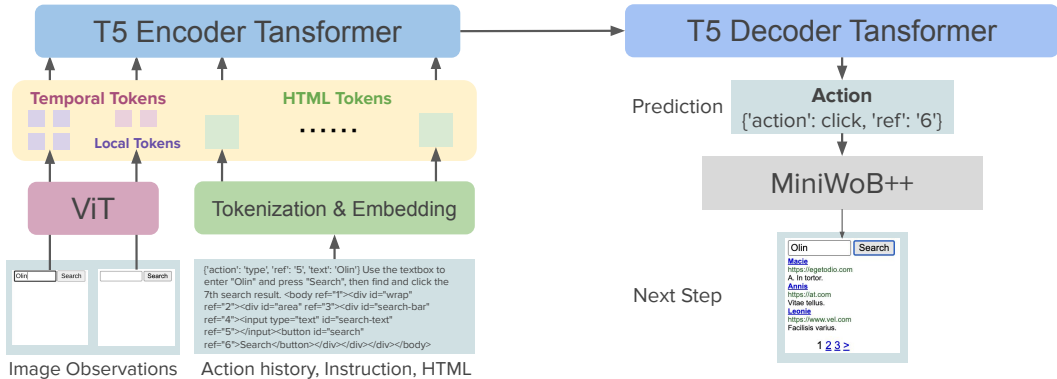 T5 Encoder Tansformer
T5 Decoder Tansformer
Temporal Tokens
HTML Tokens
......
Local Tokens
Prediction
Action
{'action': click, 'ref': '6'}
ViT
Tokenization & Embedding
MiniWoB++
Olin Search
Search
{'action': 'type', 'ref': '5', 'text': 'Olin'} Use the textbox to
enter "Olin" and press "Search", then find and click the
7th search result. <body ref="1"><div id="wrap"
ref="2"><div id="area" ref="3"><div id="search-bar"
ref="4"><input type="text" id="search-text"
ref="5"></input><button id="search"
ref="6">Search</button></div></div></div></body>
Next Step
Olin Search
Macie
https://egetodio.com
A. In tortor.
Annis
https://at.com
Vitae tellus.
Leonie
https://www.vel.com
Facilisis varius.
1 2 3 >
Image Observations
Action history, Instruction, HTML